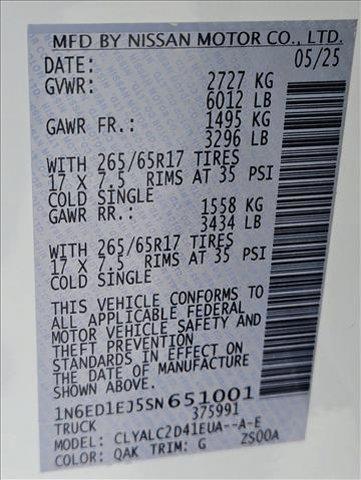 MFD BY NISSAN MOTOR CO., LTD.
DATE: 05/25
GVWR: 2727 KG
6012 LB
GAWR FR.: 1495 KG
3296 LB
WITH 265/65R17 TIRES
17 X 7.5 RIMS AT 35 PSI
COLD SINGLE
GAWR RR.: 1558 KG
3434 LB
WITH 265/65R17 TIRES
17 X 7.5 RIMS AT 35 PSI
COLD SINGLE
THIS VEHICLE CONFORMS TO
ALL APPLICABLE FEDERAL
MOTOR VEHICLE SAFETY AND
THEFT PREVENTION
STANDARDS IN EFFECT ON
THE DATE OF MANUFACTURE
SHOWN ABOVE.
1N6ED1EJ5SN651001
TRUCK 375991
MODEL: CLYALC2D41EUA--A-E
COLOR: QAK TRIM: G ZS00A